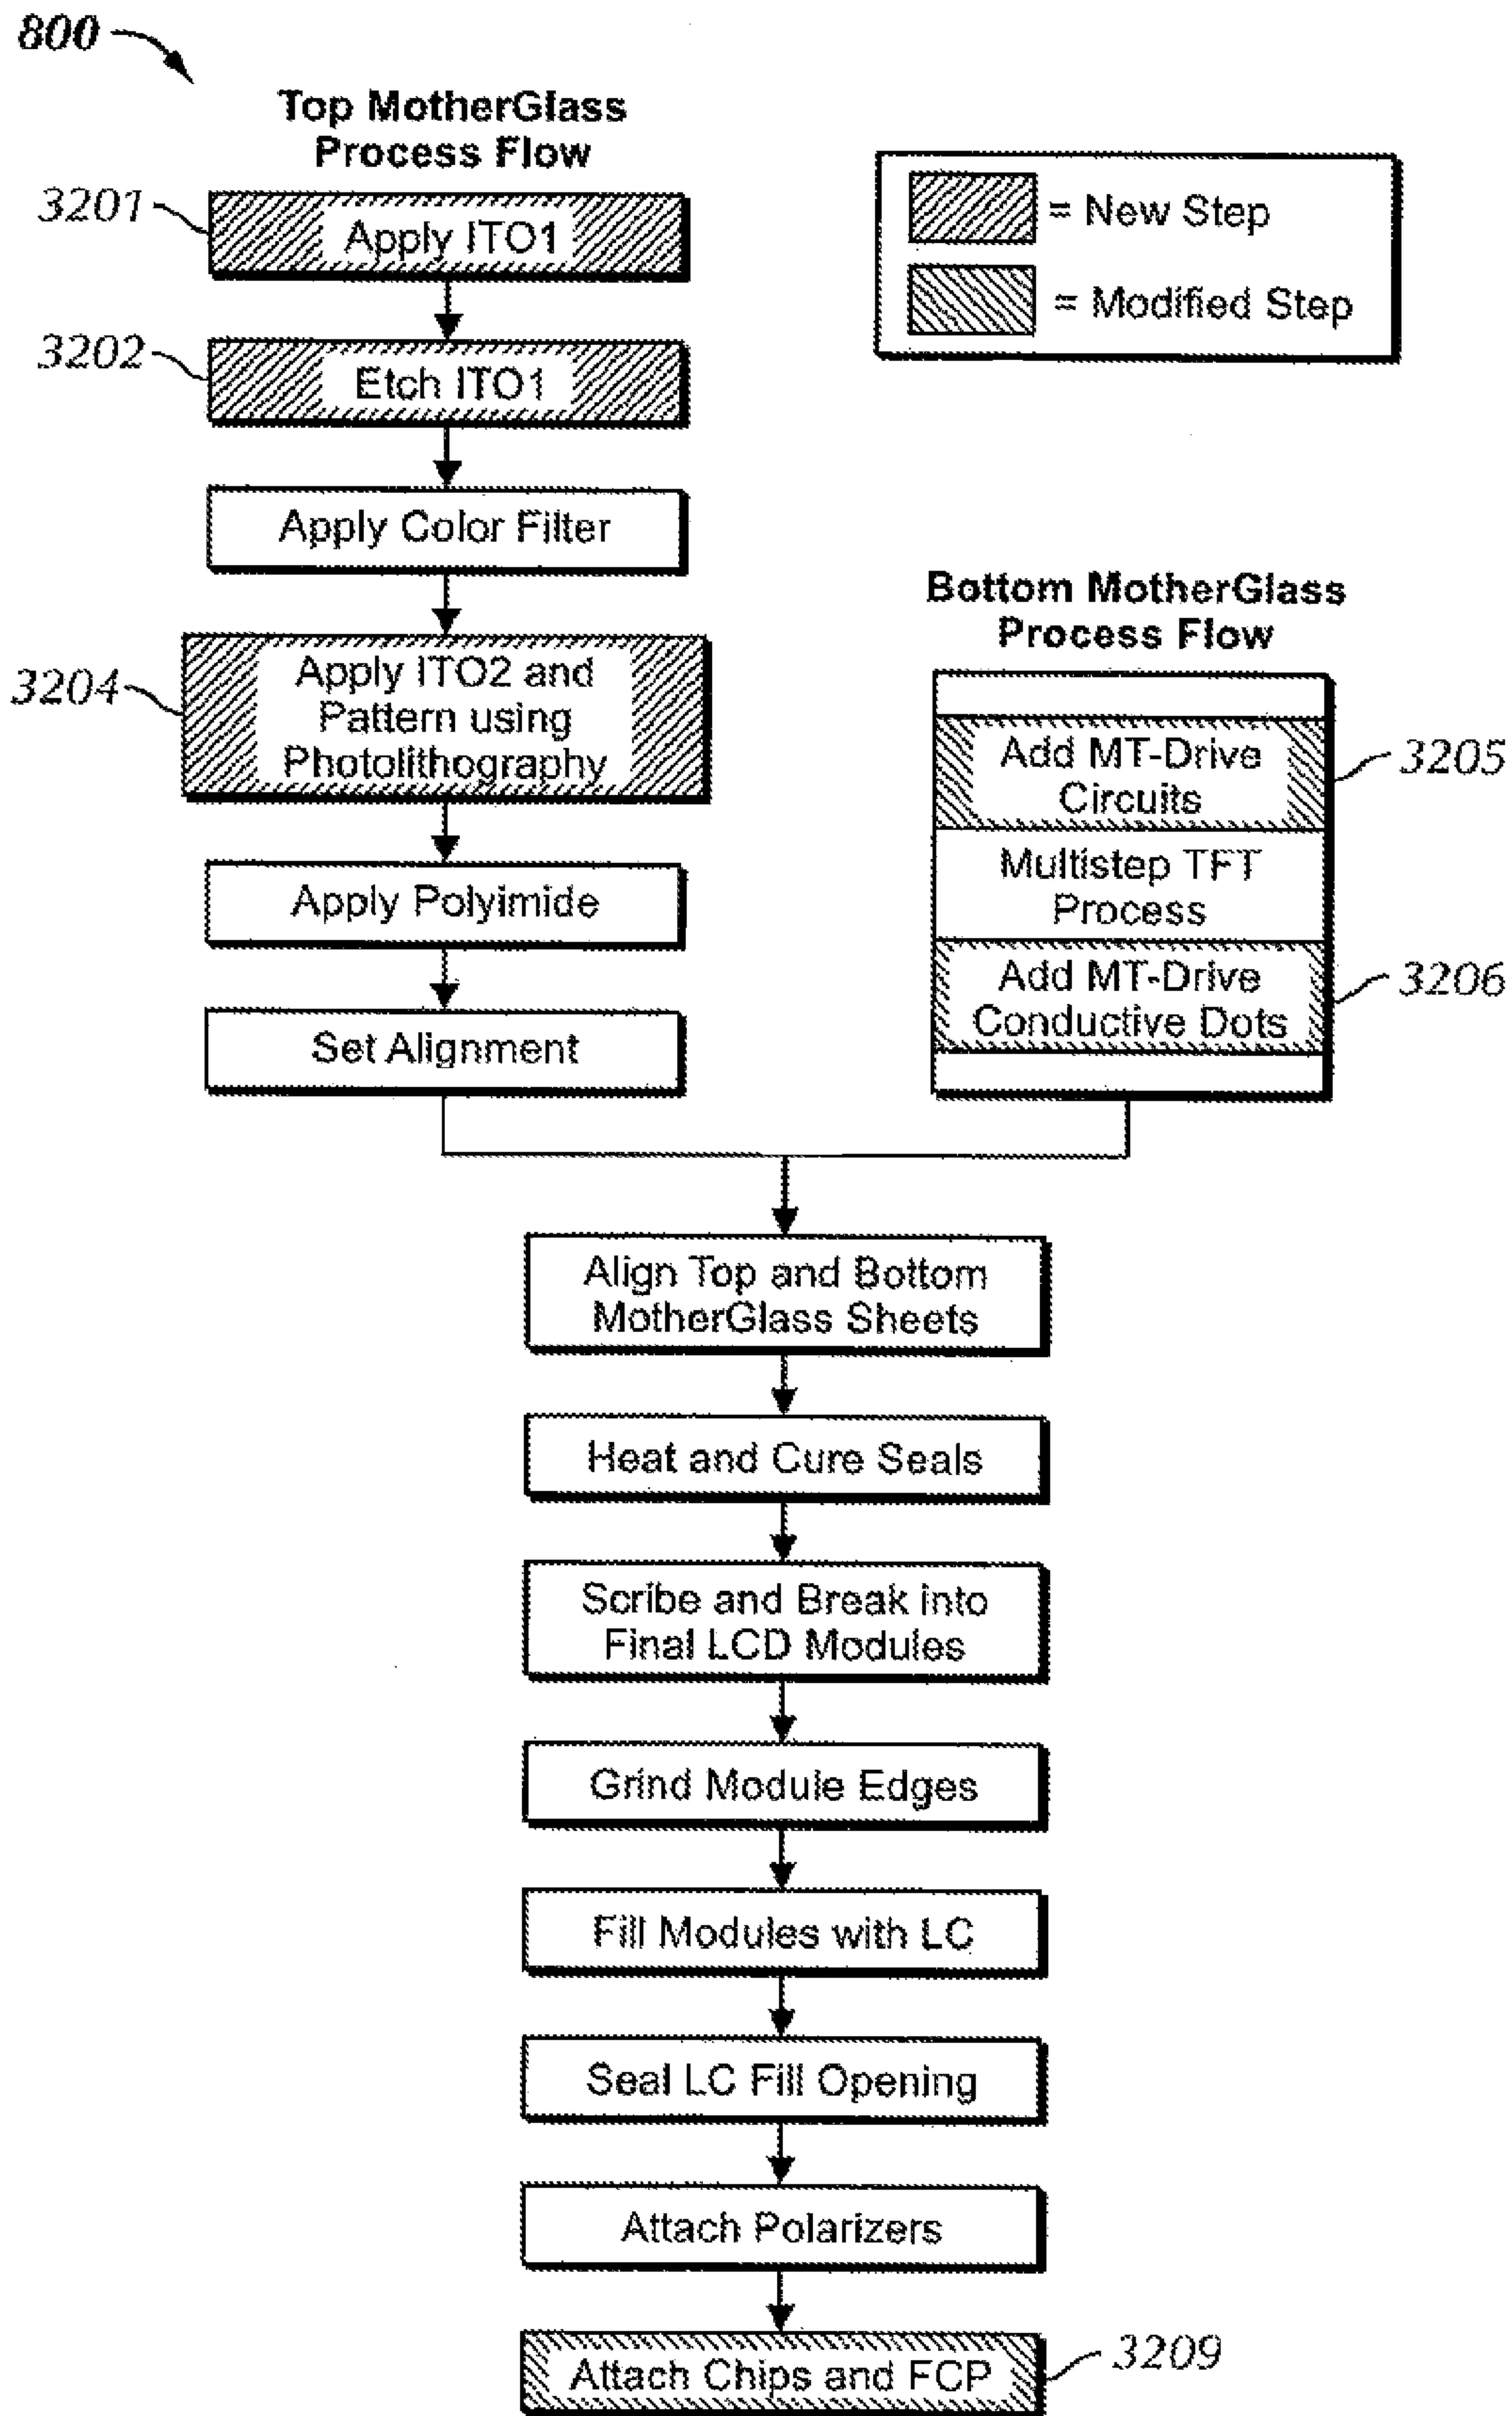 800
Top MotherGlass
Process Flow
3201
Apply ITO1
= New Step
= Modified Step
3202
Etch ITO1
Apply Color Filter
3204
Apply ITO2 and
Pattern using
Photolithography
Apply Polyimide
Set Alignment
Bottom MotherGlass
Process Flow
Add MT-Drive
Circuits
3205
Multistep TFT
Process
Add MT-Drive
Conductive Dots
3206
Align Top and Bottom
MotherGlass Sheets
Heat and Cure Seals
Scribe and Break into
Final LCD Modules
Grind Module Edges
Fill Modules with LC
Seal LC Fill Opening
Attach Polarizers
Attach Chips and FCP
3209